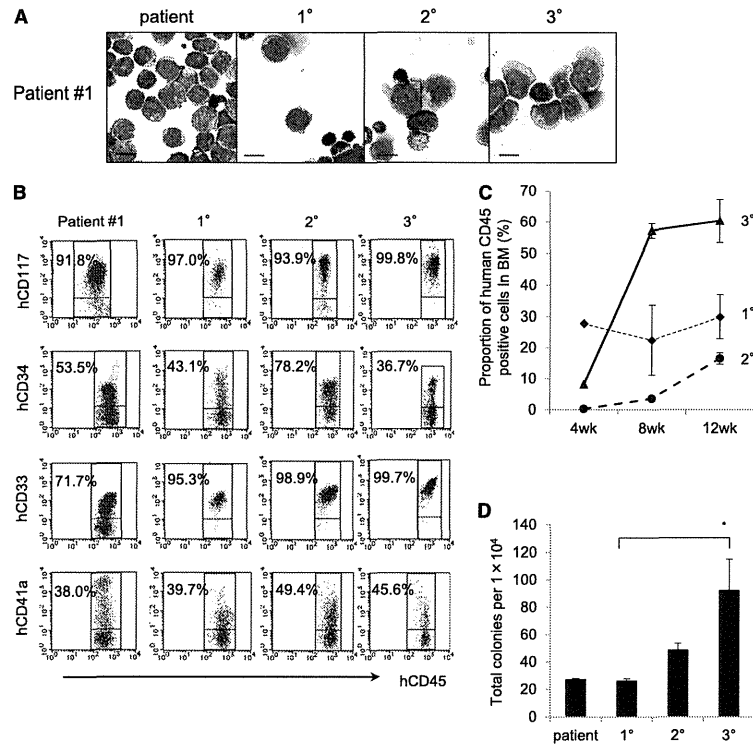 A
patient 1° 2° 3°
Patient #1
B
Patient #1 1° 2° 3°
hCD117
91.8% 97.0% 93.9% 99.8%
hCD34
53.5% 43.1% 78.2% 36.7%
hCD33
71.7% 95.3% 98.9% 99.7%
hCD41a
38.0% 39.7% 49.4% 45.6%
hCD45
C
Proportion of human CD45
positive cells in BM (%)
70
60
50
40
30
20
10
0
4wk 8wk 12wk
3°
1°
2°
D
Total colonies per 1 × 10⁴
140
120
100
80
60
40
20
0
patient 1° 2° 3°